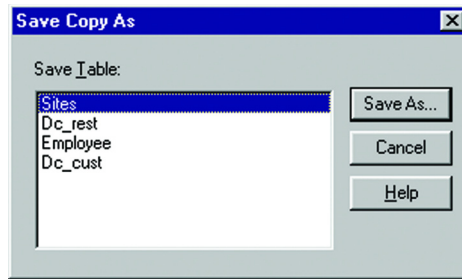 Save Copy As
Save Table:
Sites
Dc_rest
Employee
Dc_cust
Save As...
Cancel
Help